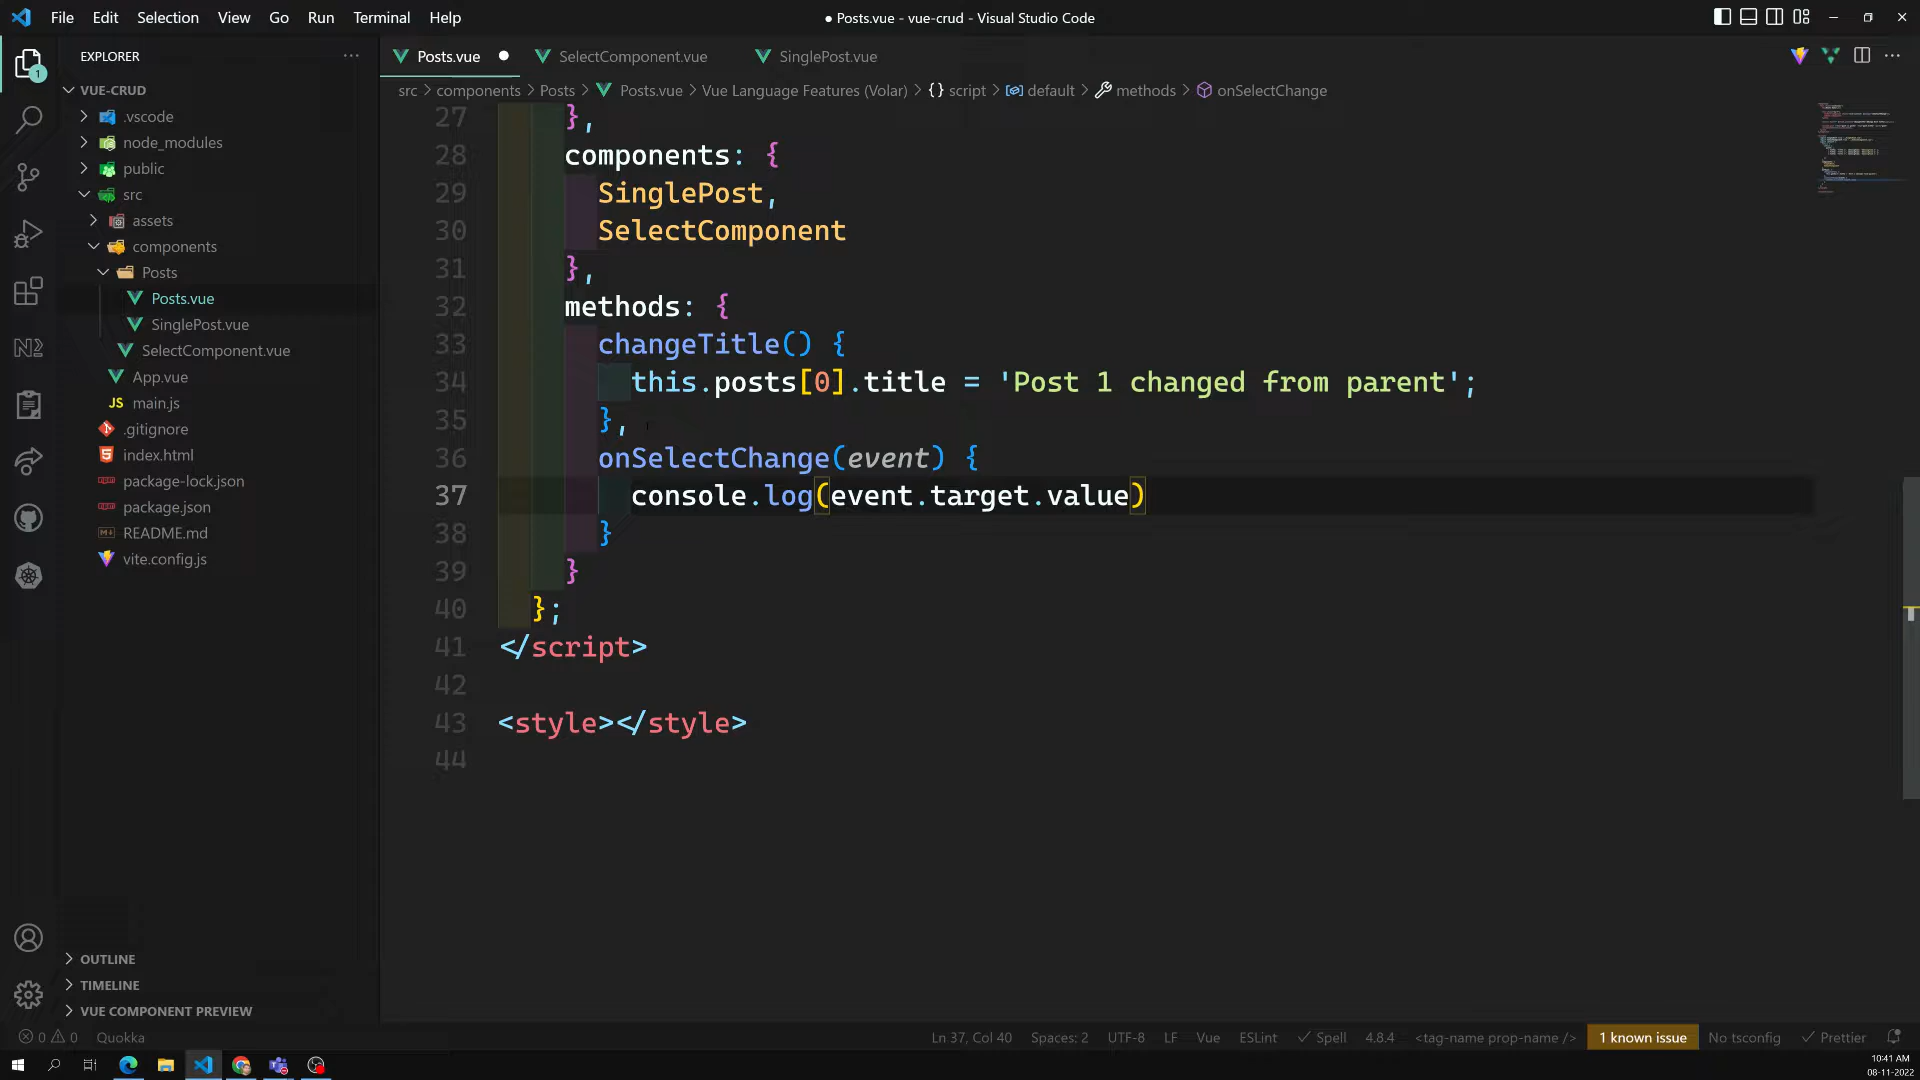 File Edit Selection View Go Run Terminal Help
● Posts.vue - vue-crud - Visual Studio Code
EXPLORER
Posts.vue ● SelectComponent.vue SinglePost.vue
src > components > Posts > Posts.vue > Vue Language Features (Volar) > {} script > default > methods > onSelectChange
VUE-CRUD
.vscode
node_modules
public
src
assets
components
Posts
Posts.vue
SinglePost.vue
SelectComponent.vue
App.vue
JS main.js
.gitignore
index.html
package-lock.json
package.json
README.md
vite.config.js
OUTLINE
TIMELINE
VUE COMPONENT PREVIEW
1
27 },
28 components: {
29 SinglePost,
30 SelectComponent
31 },
32 methods: {
33 changeTitle() {
34 this.posts[0].title = 'Post 1 changed from parent';
35 },
36 onSelectChange(event) {
37 console.log(event.target.value)
38 }
39 }
40 };
41 </script>
42
43 <style></style>
44
0 0 Quokka Ln 37, Col 40 Spaces: 2 UTF-8 LF Vue ESLint ✓ Spell 4.8.4 <tag-name prop-name /> 1 known issue No tsconfig ✓ Prettier
10:41 AM
08-11-2022